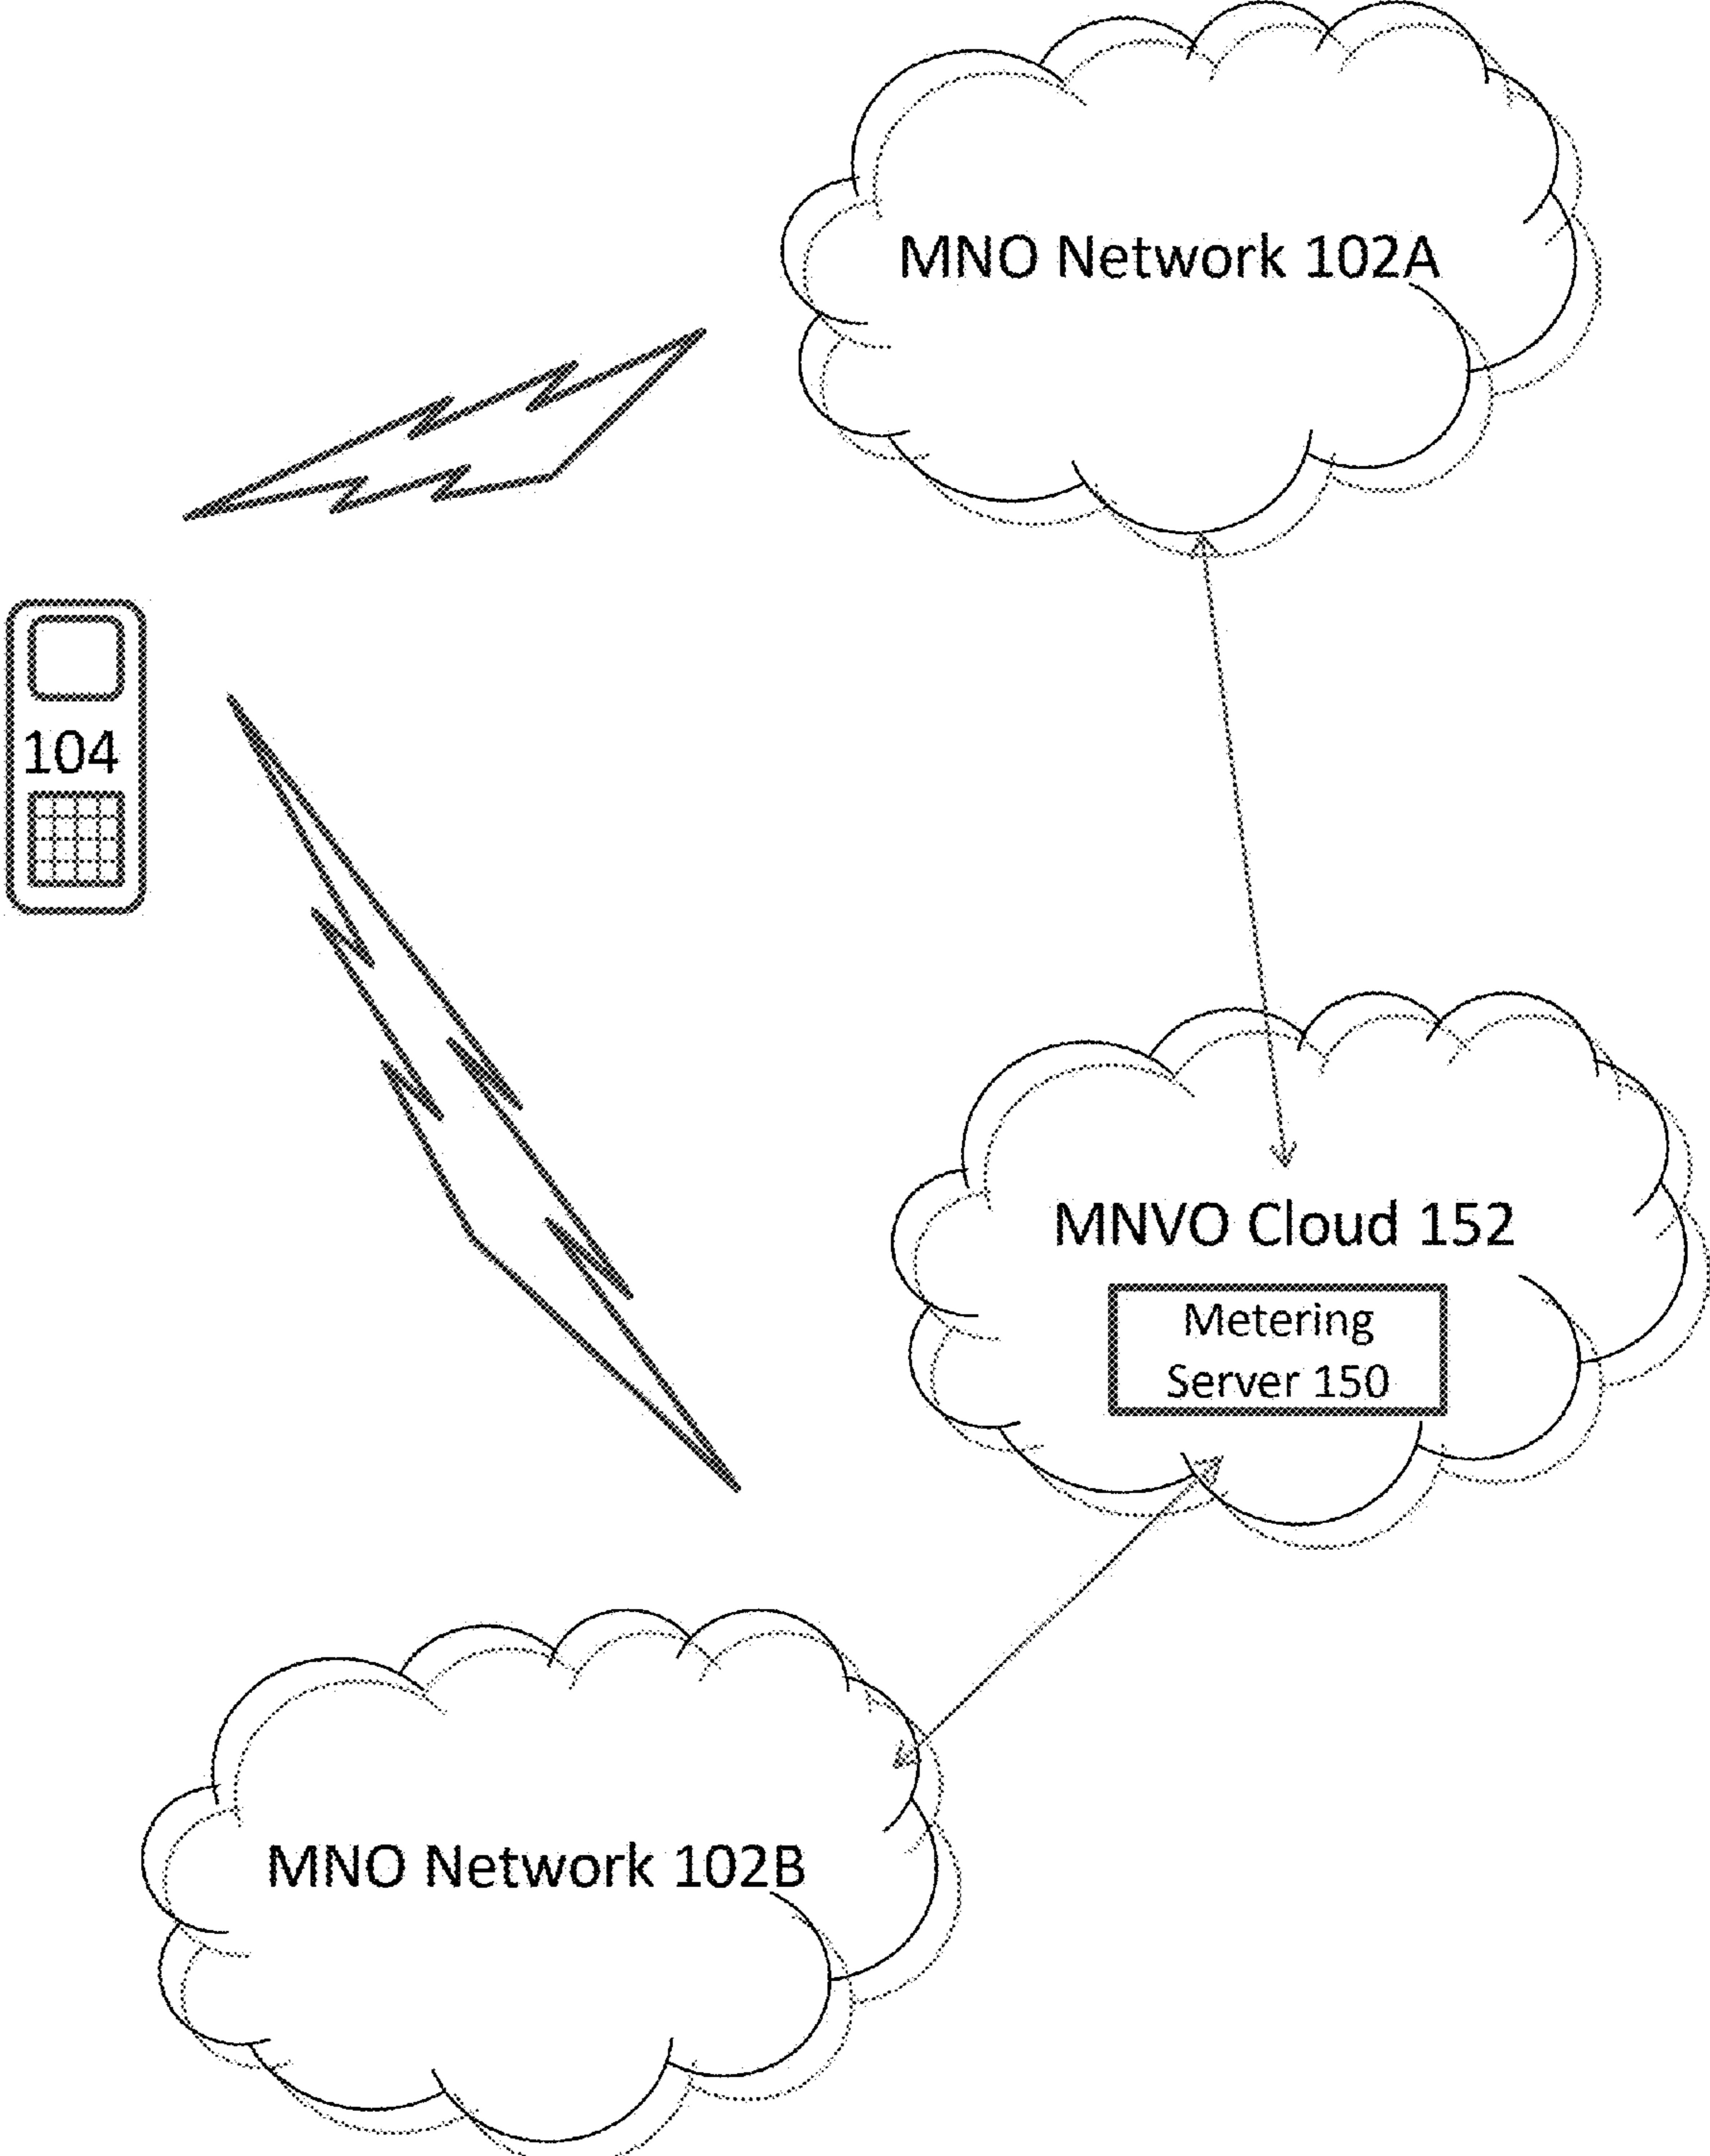 MNO Network 102A
104
MNVO Cloud 152
Metering
Server 150
MNO Network 102B